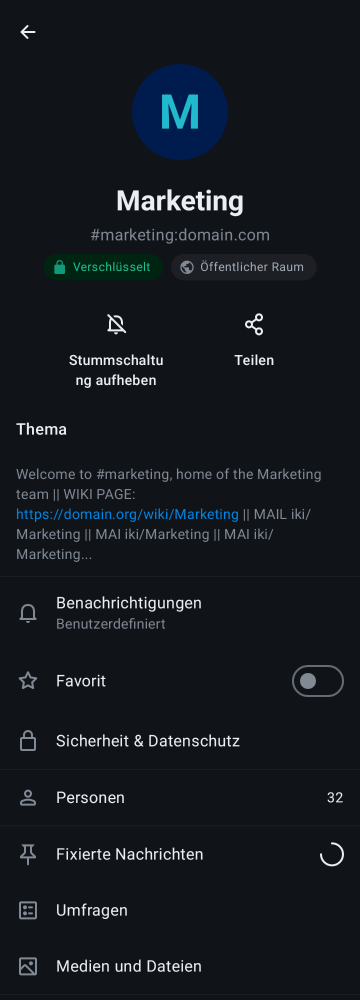 M
Marketing
#marketing:domain.com
Verschlüsselt
Öffentlicher Raum
Stummschaltu
ng aufheben
Teilen
Thema
Welcome to #marketing, home of the Marketing
team || WIKI PAGE:
https://domain.org/wiki/Marketing || MAIL iki/
Marketing || MAI iki/Marketing || MAI iki/
Marketing...
Benachrichtigungen
Benutzerdefiniert
Favorit
Sicherheit & Datenschutz
Personen
32
Fixierte Nachrichten
Umfragen
Medien und Dateien